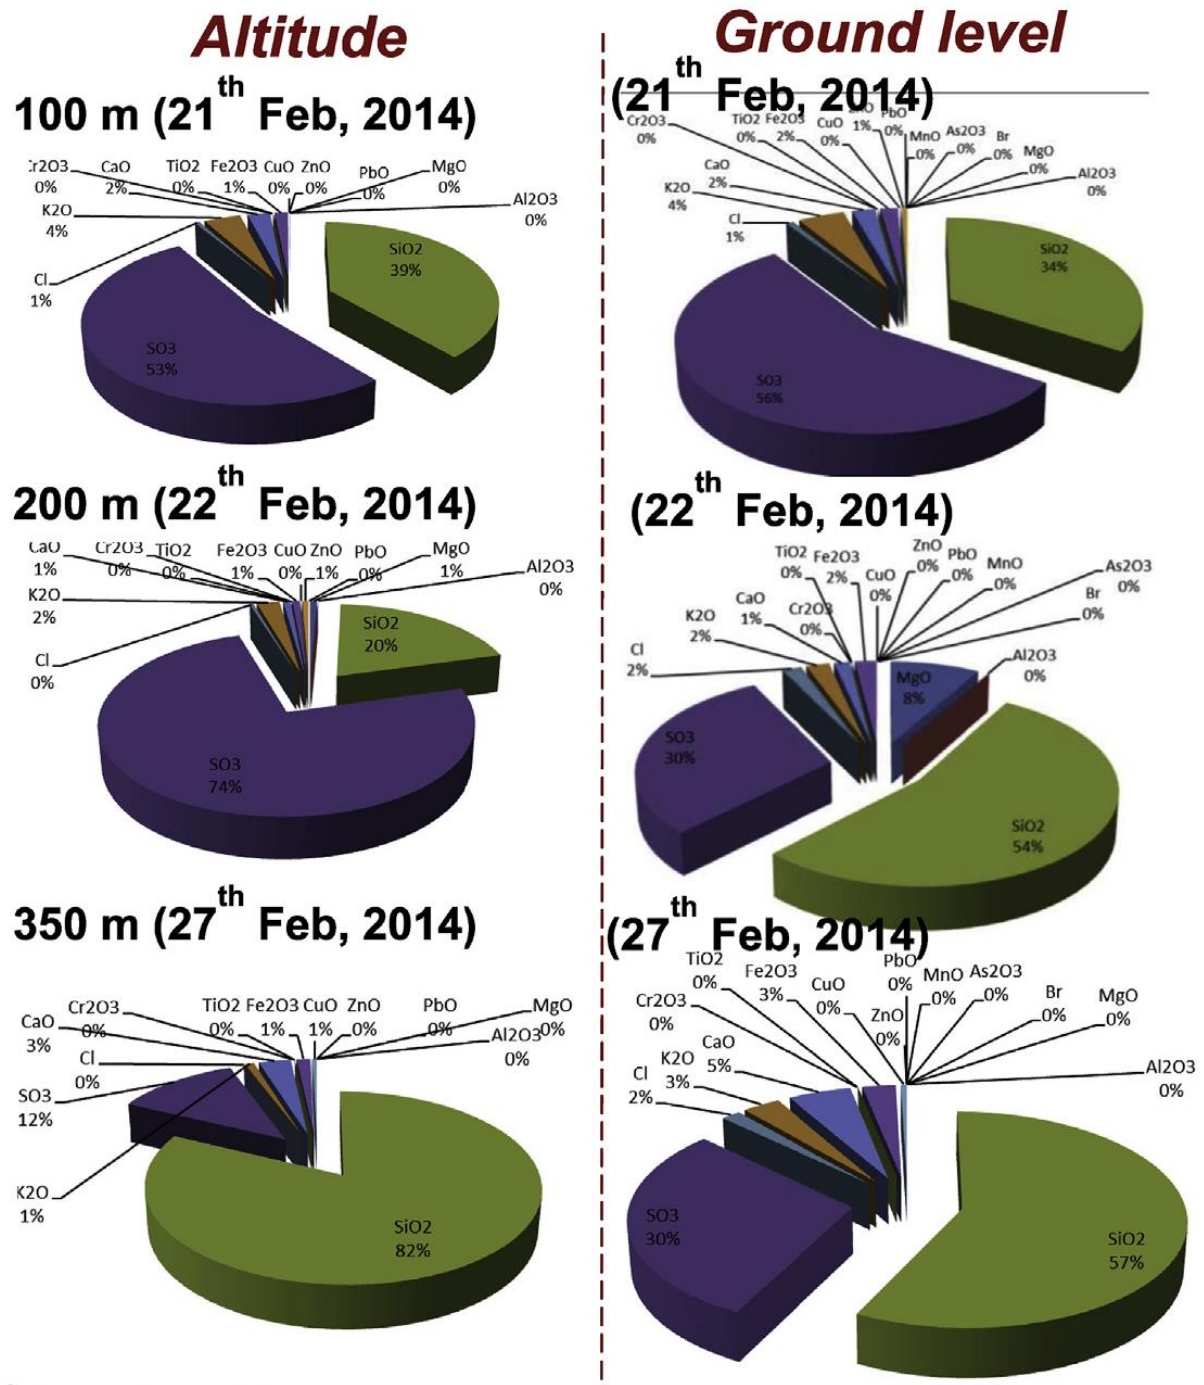 Altitude
Ground level
100 m (21th Feb, 2014)
Cr2O3 0%
CaO 2%
TiO2 0%
Fe2O3 1%
CuO 0%
ZnO 0%
PbO 0%
MgO 0%
Al2O3 0%
K2O 4%
Cl 1%
SiO2 39%
SO3 53%
(21th Feb, 2014)
Cr2O3 0%
TiO2 0%
Fe2O3 2%
CuO 0%
ZnO 1%
PbO 0%
MnO 0%
As2O3 0%
Br 0%
MgO 0%
Al2O3 0%
CaO 2%
K2O 4%
Cl 1%
SiO2 34%
SO3 56%
200 m (22th Feb, 2014)
CaO 1%
Cr2O3 0%
TiO2 0%
Fe2O3 1%
CuO 0%
ZnO 1%
PbO 0%
MgO 1%
Al2O3 0%
K2O 2%
Cl 0%
SiO2 20%
SO3 74%
(22th Feb, 2014)
TiO2 0%
Fe2O3 2%
CuO 0%
ZnO 0%
PbO 0%
MnO 0%
As2O3 0%
Br 0%
CaO 1%
Cr2O3 0%
K2O 2%
Cl 2%
MgO 8%
Al2O3 0%
SO3 30%
SiO2 54%
350 m (27th Feb, 2014)
Cr2O3 0%
TiO2 0%
Fe2O3 1%
CuO 1%
ZnO 0%
PbO 0%
MgO 0%
Al2O3 0%
CaO 3%
Cl 0%
SO3 12%
K2O 1%
SiO2 82%
(27th Feb, 2014)
TiO2 0%
Fe2O3 3%
CuO 0%
PbO 0%
MnO 0%
As2O3 0%
Br 0%
MgO 0%
Al2O3 0%
Cr2O3 0%
ZnO 0%
CaO 5%
K2O 3%
Cl 2%
SO3 30%
SiO2 57%